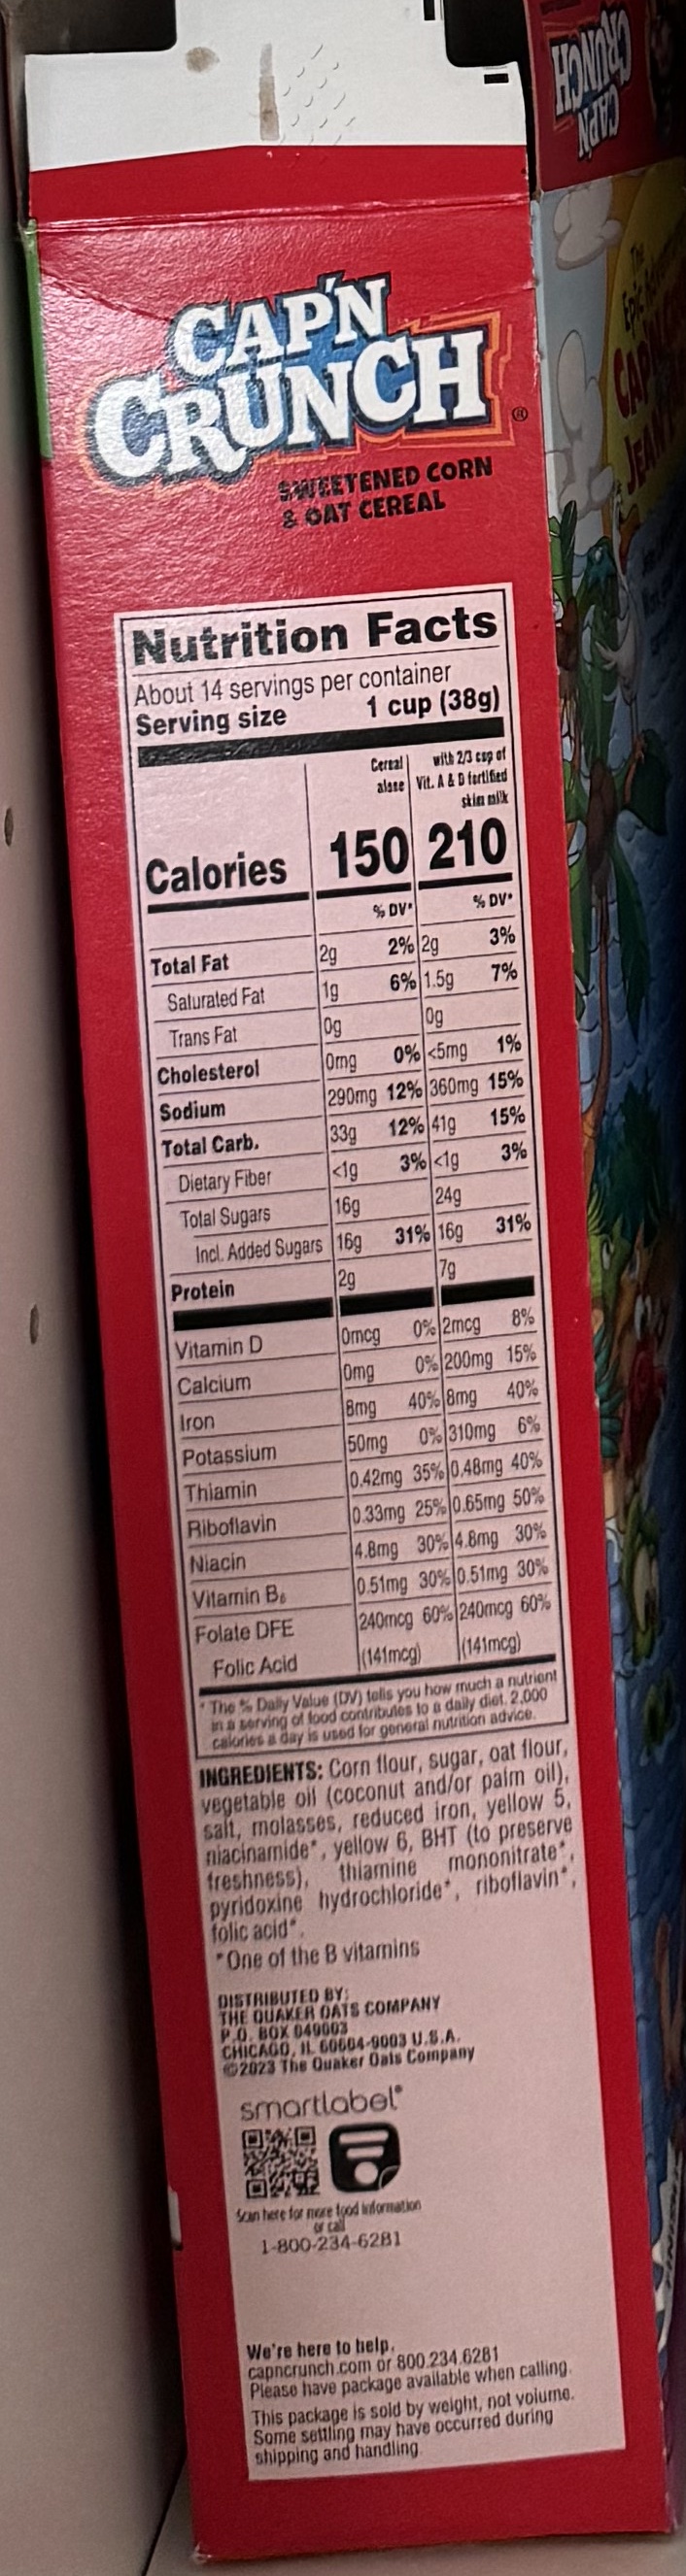 CAP'N
CRUNCH
CAP'N
CRUNCH®
SWEETENED CORN
& OAT CEREAL
The
Epic
CAP'N
JEAN
Nutrition Facts
About 14 servings per container
Serving size 1 cup (38g)
Cereal alone with 2/3 cup of Vit. A & D fortified skim milk
Calories 150 210
% DV* % DV*
Total Fat 2g 2% 2g 3%
Saturated Fat 1g 6% 1.5g 7%
Trans Fat 0g 0g
Cholesterol 0mg 0% <5mg 1%
Sodium 290mg 12% 360mg 15%
Total Carb. 33g 12% 41g 15%
Dietary Fiber <1g 3% <1g 3%
Total Sugars 16g 24g
Incl. Added Sugars 16g 31% 16g 31%
Protein 2g 7g
Vitamin D 0mcg 0% 2mcg 8%
Calcium 0mg 0% 200mg 15%
Iron 8mg 40% 8mg 40%
Potassium 50mg 0% 310mg 6%
Thiamin 0.42mg 35% 0.48mg 40%
Riboflavin 0.33mg 25% 0.65mg 50%
Niacin 4.8mg 30% 4.8mg 30%
Vitamin B₆ 0.51mg 30% 0.51mg 30%
Folate DFE 240mcg 60% 240mcg 60%
Folic Acid (141mcg) (141mcg)
* The % Daily Value (DV) tells you how much a nutrient
in a serving of food contributes to a daily diet. 2,000
calories a day is used for general nutrition advice.
INGREDIENTS: Corn flour, sugar, oat flour,
vegetable oil (coconut and/or palm oil),
salt, molasses, reduced iron, yellow 5,
niacinamide*, yellow 6, BHT (to preserve
freshness), thiamine mononitrate*,
pyridoxine hydrochloride*, riboflavin*,
folic acid*.
*One of the B vitamins
DISTRIBUTED BY:
THE QUAKER OATS COMPANY
P.O. BOX 049003
CHICAGO, IL 60604-9003 U.S.A.
©2023 The Quaker Oats Company
smartlabel®
Scan here for more food information
or call
1-800-234-6281
We're here to help.
capncrunch.com or 800.234.6281
Please have package available when calling.
This package is sold by weight, not volume.
Some settling may have occurred during
shipping and handling.